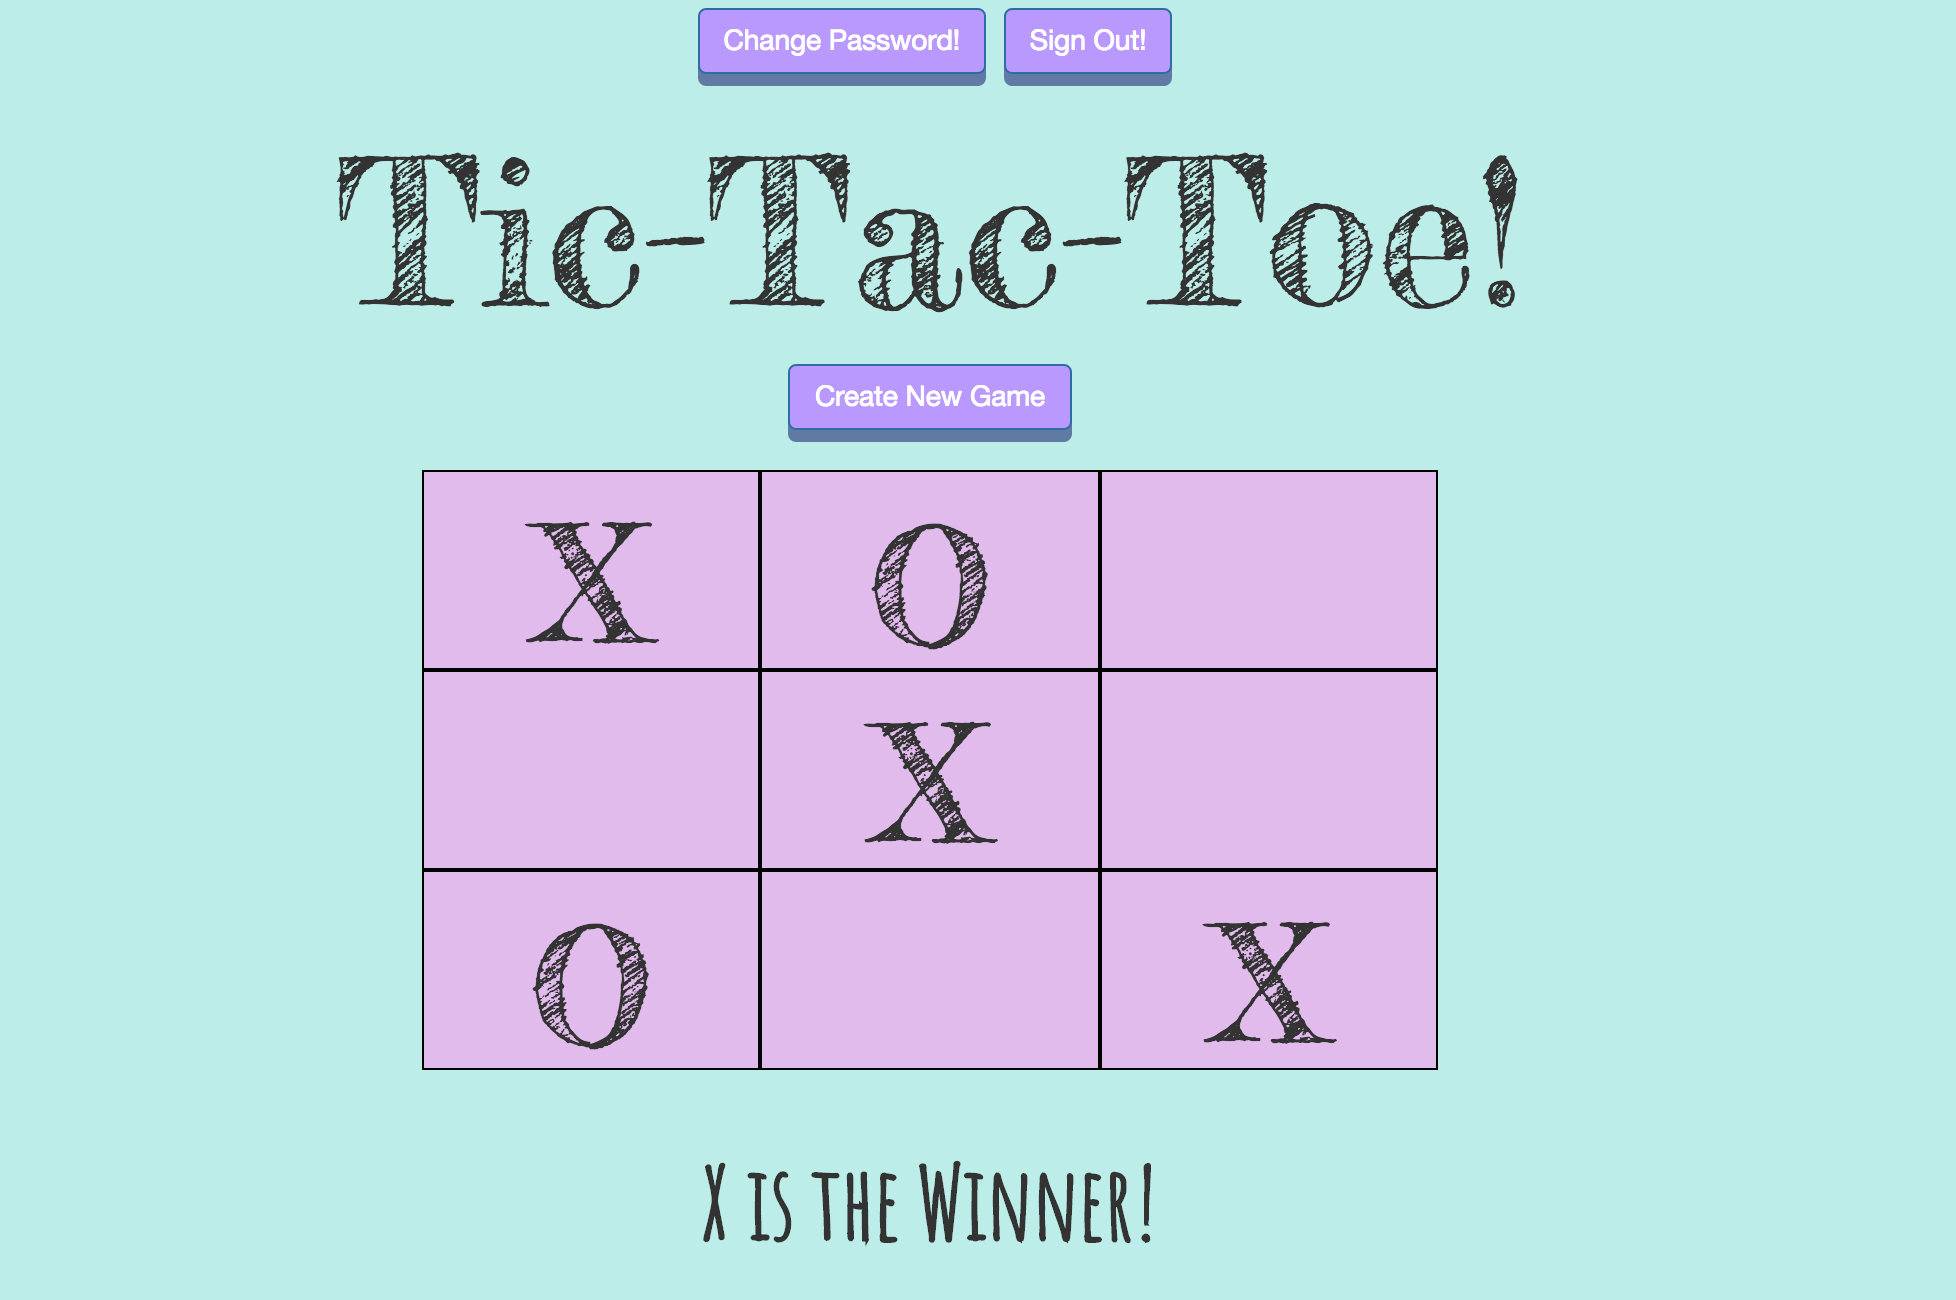 Change Password! Sign Out!
Tic-Tac-Toe!
Create New Game
X O
X
O X
X is the Winner!